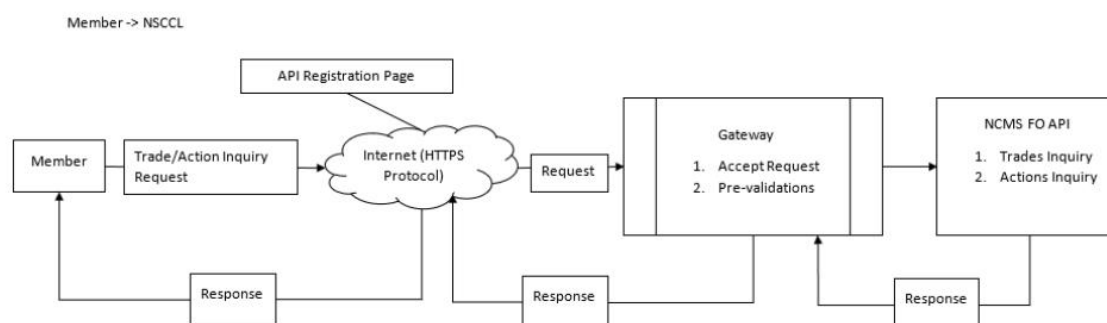 Member -> NSCCL
API Registration Page
Member
Trade/Action Inquiry
Request
Internet (HTTPS
Protocol)
Request
Gateway
1. Accept Request
2. Pre-validations
NCMS FO API
1. Trades Inquiry
2. Actions Inquiry
Response
Response
Response